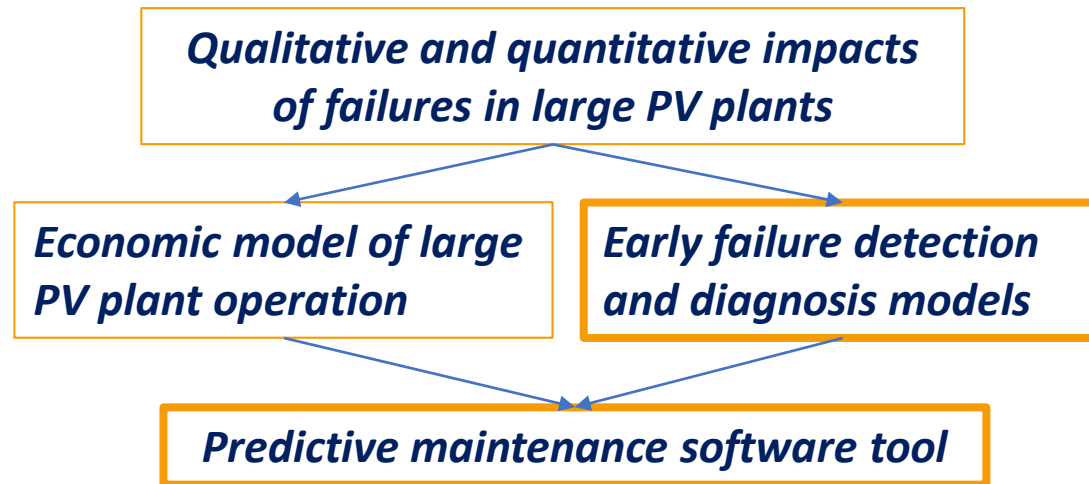 Qualitative and quantitative impacts
of failures in large PV plants
Economic model of large
PV plant operation
Early failure detection
and diagnosis models
Predictive maintenance software tool